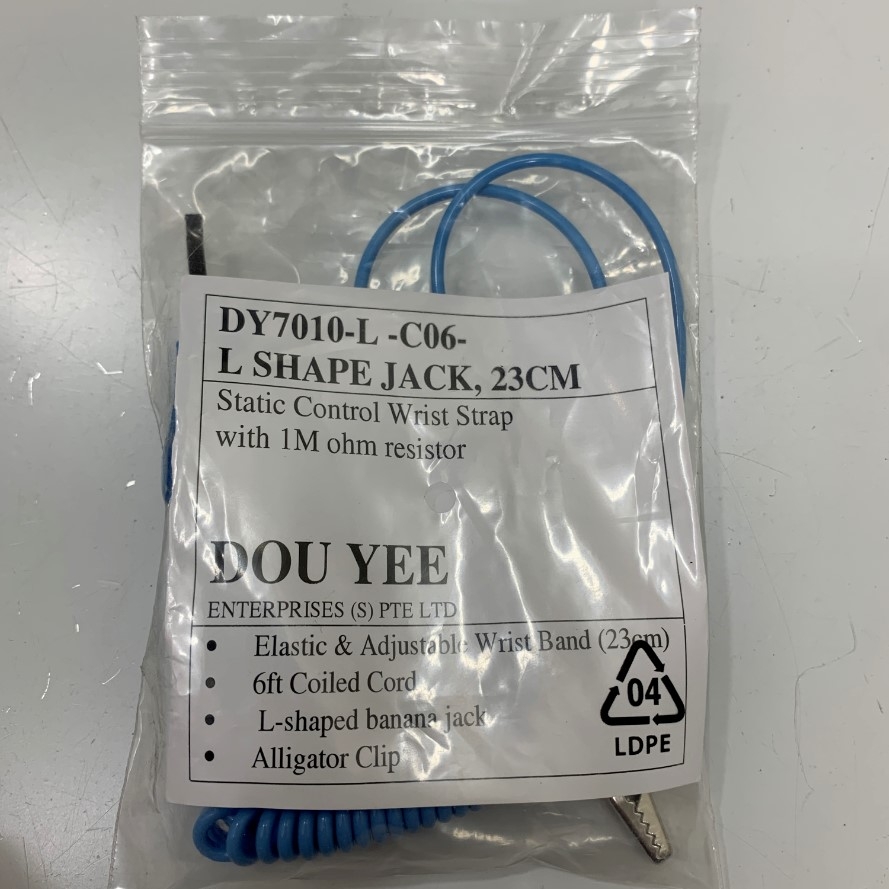 DY7010-L -C06-
L SHAPE JACK, 23CM
Static Control Wrist Strap
with 1M ohm resistor
DOU YEE
ENTERPRISES (S) PTE LTD
• Elastic & Adjustable Wrist Band (23cm)
• 6ft Coiled Cord
• L-shaped banana jack
• Alligator Clip
04
LDPE